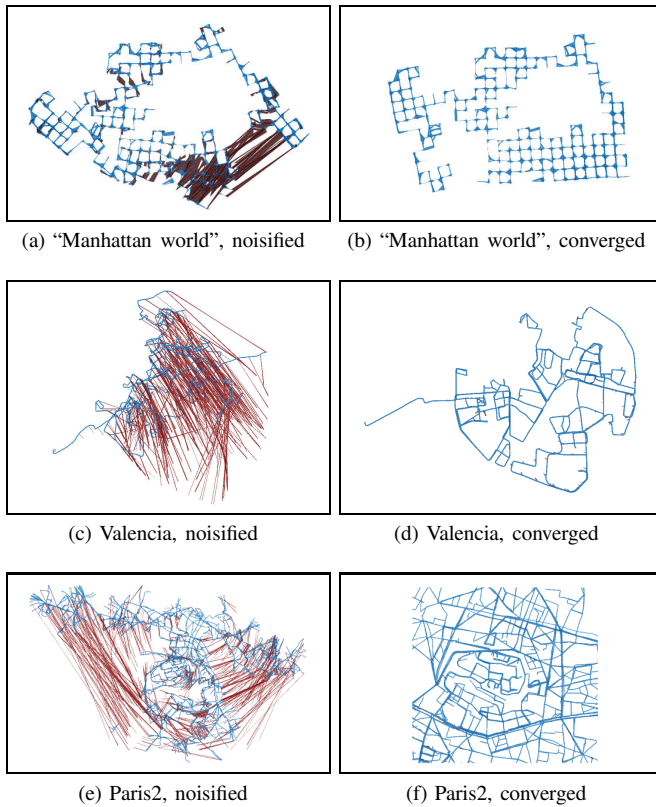 (a) “Manhattan world”, noisified
(b) “Manhattan world”, converged
(c) Valencia, noisified
(d) Valencia, converged
(e) Paris2, noisified
(f) Paris2, converged